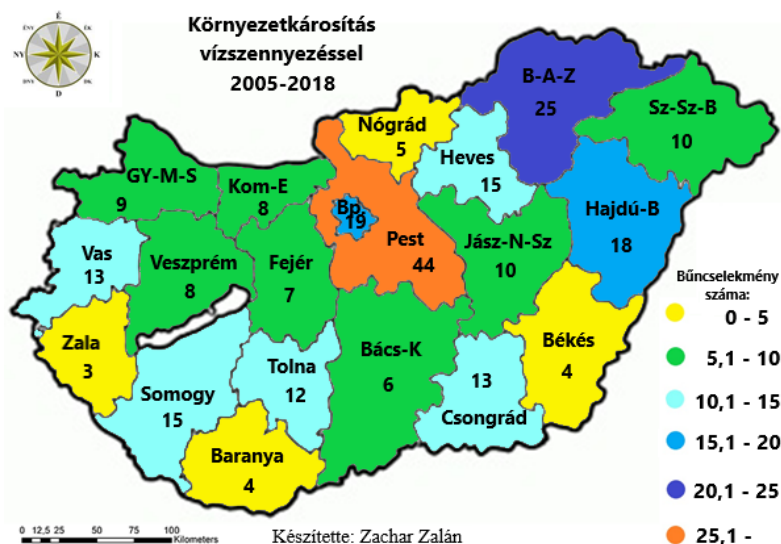 É
ÉNY
ÉK
NY
K
DNY
DK
D
Környezetkárosítás
vízszennyezéssel
2005-2018
B-A-Z
25
Sz-Sz-B
10
Nógrád
5
Heves
15
GY-M-S
9
Kom-E
8
Bp.
19
Pest
44
Hajdú-B
18
Jász-N-Sz
10
Vas
13
Veszprém
8
Fejér
7
Bűncselekmény
száma:
0 - 5
5,1 - 10
10,1 - 15
15,1 - 20
20,1 - 25
25,1 -
Zala
3
Somogy
15
Tolna
12
Bács-K
6
13
Csongrád
Békés
4
Baranya
4
0 12,5 25 50 75 100
Kilometers
Készítette: Zachar Zalán